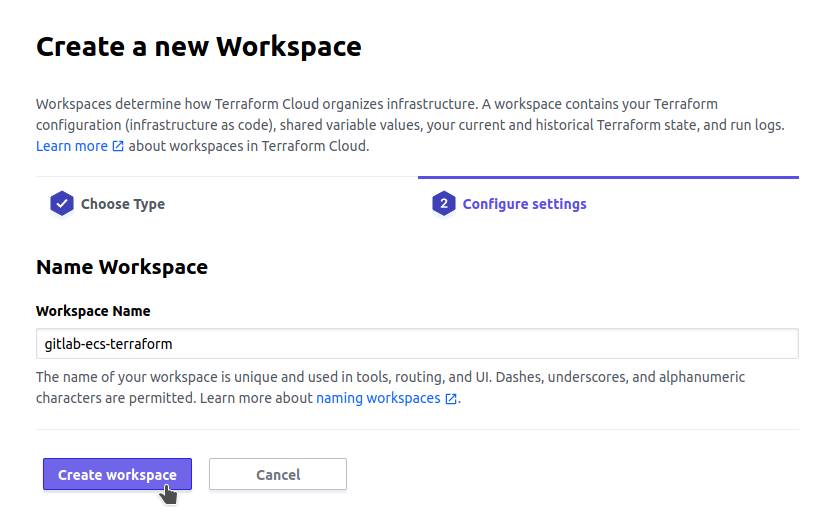 Create a new Workspace
Workspaces determine how Terraform Cloud organizes infrastructure. A workspace contains your Terraform
configuration (infrastructure as code), shared variable values, your current and historical Terraform state, and run logs.
Learn more about workspaces in Terraform Cloud.
Choose Type
2 Configure settings
Name Workspace
Workspace Name
gitlab-ecs-terraform
The name of your workspace is unique and used in tools, routing, and UI. Dashes, underscores, and alphanumeric
characters are permitted. Learn more about naming workspaces.
Create workspace Cancel